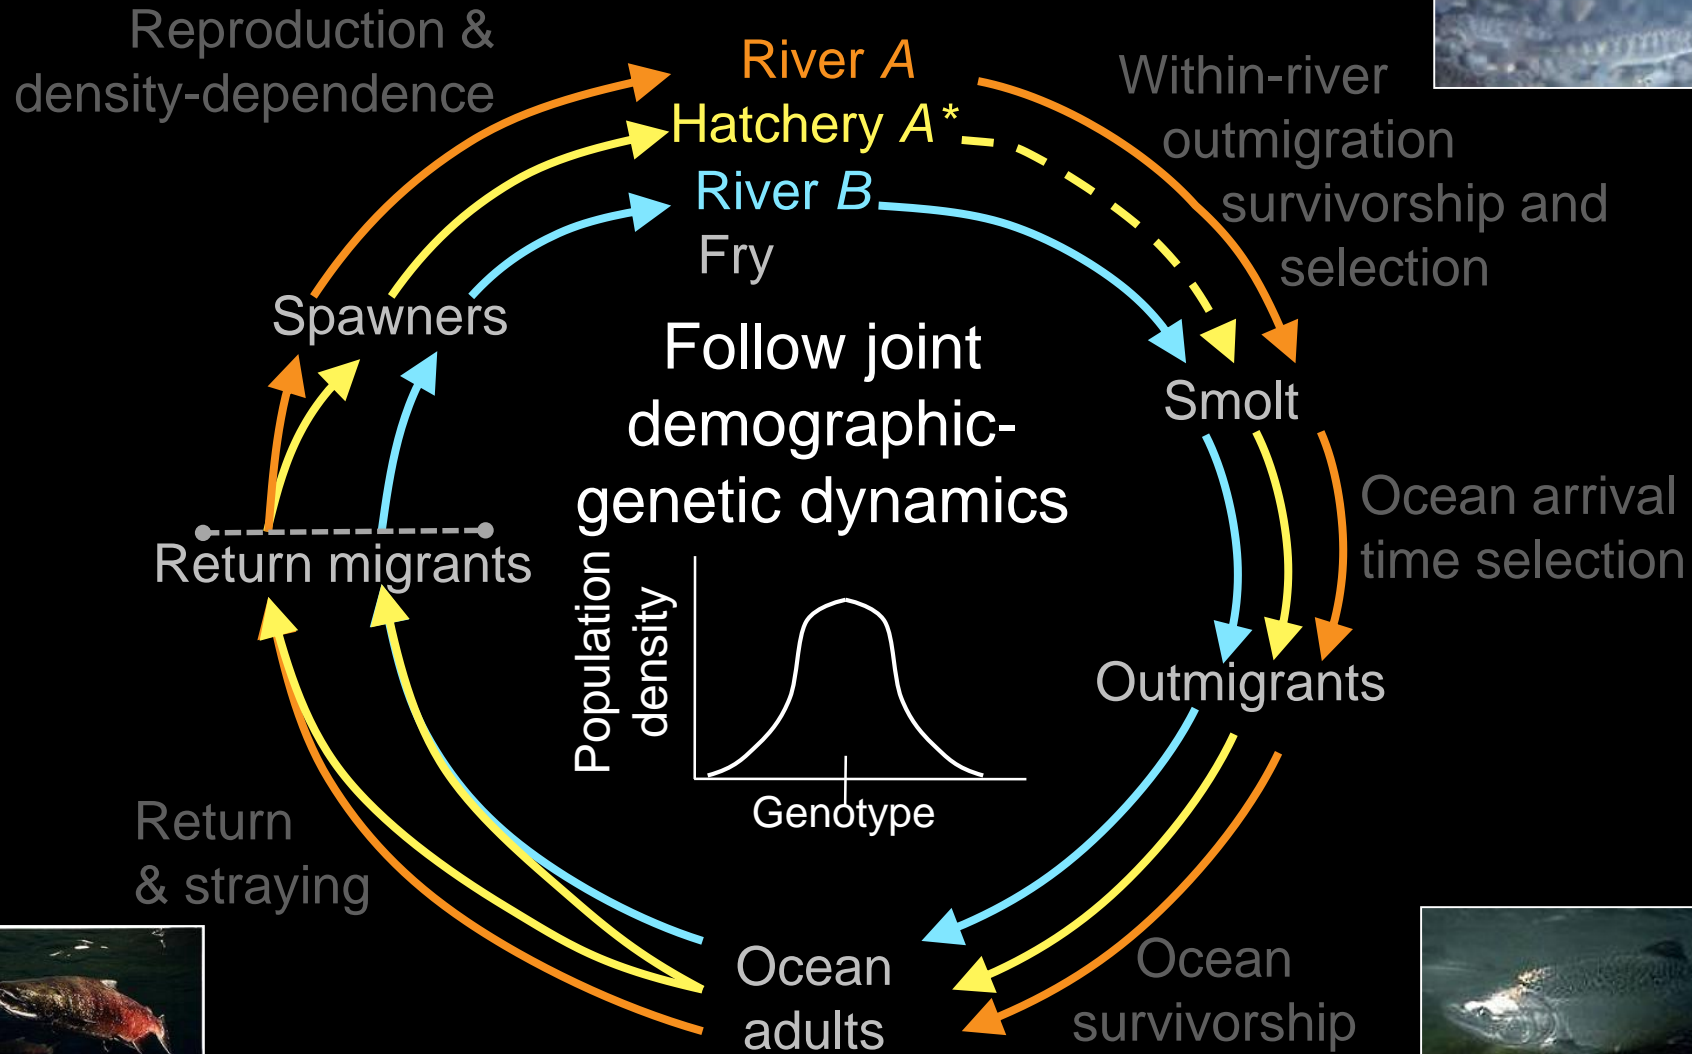 Reproduction &
density-dependence
River A
Hatchery A*
River B
Fry
Within-river
outmigration
survivorship and
selection
Spawners
Smolt
Follow joint
demographic-
genetic dynamics
Ocean arrival
time selection
Return migrants
Outmigrants
Population
density
Genotype
Return
& straying
Ocean
adults
Ocean
survivorship